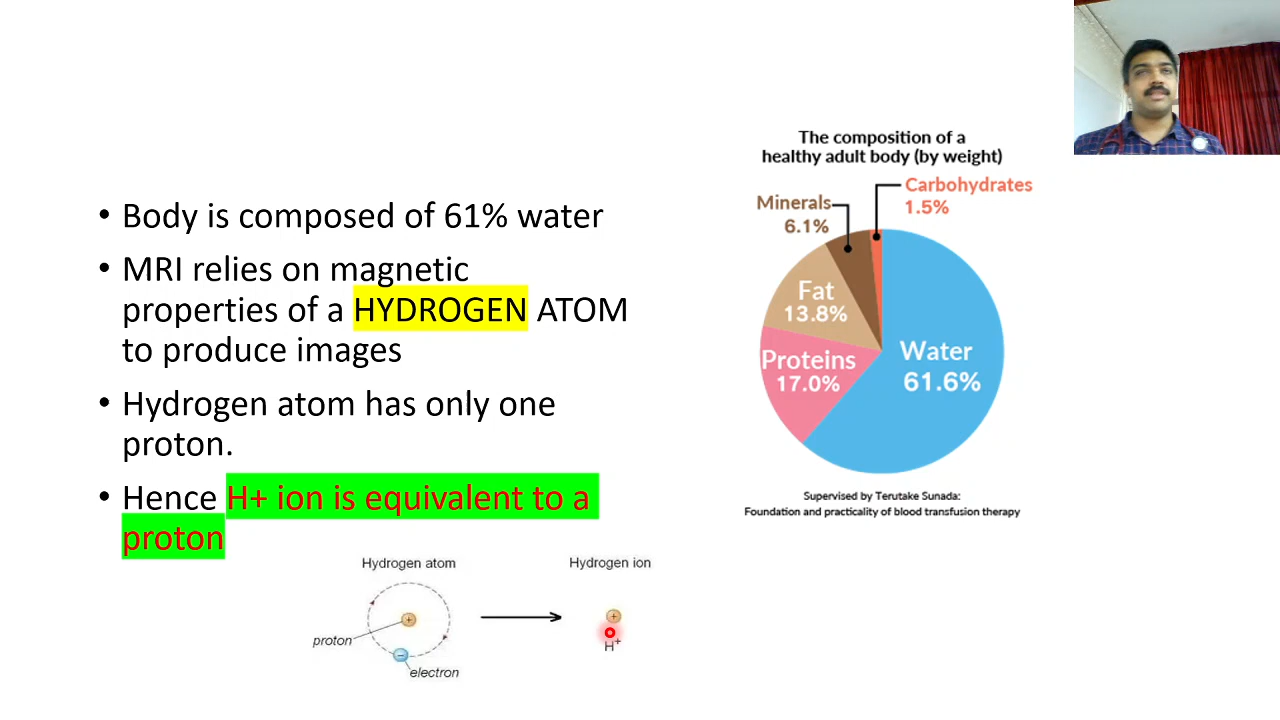 • Body is composed of 61% water
• MRI relies on magnetic
properties of a HYDROGEN ATOM
to produce images
• Hydrogen atom has only one
proton.
• Hence H+ ion is equivalent to a
proton
Hydrogen atom
Hydrogen ion
+
+
proton
H+
−
electron
The composition of a
healthy adult body (by weight)
Carbohydrates
1.5%
Minerals
6.1%
Fat
13.8%
Proteins
17.0%
Water
61.6%
Supervised by Terutake Sunada:
Foundation and practicality of blood transfusion therapy